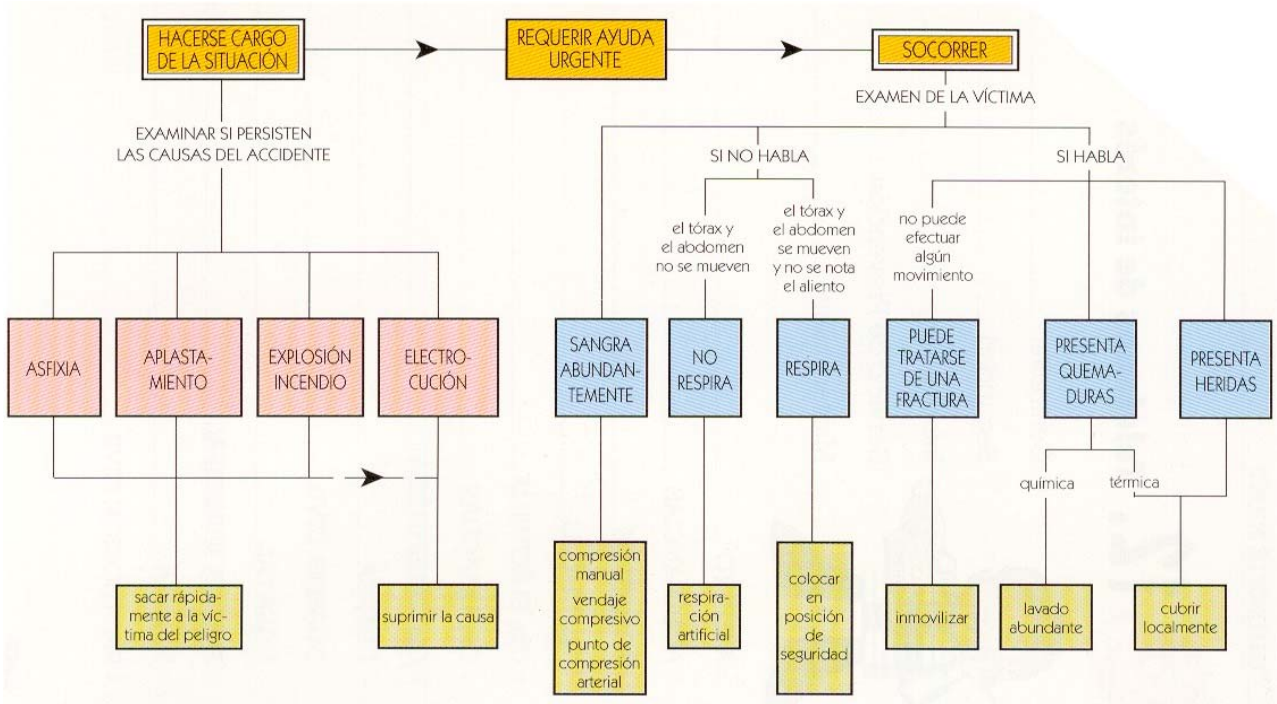 HACERSE CARGO
DE LA SITUACIÓN
REQUERIR AYUDA
URGENTE
SOCORRER
EXAMINAR SI PERSISTEN
LAS CAUSAS DEL ACCIDENTE
EXAMEN DE LA VÍCTIMA
SI NO HABLA
SI HABLA
el tórax y
el abdomen
no se mueven
el tórax y
el abdomen
se mueven
y no se nota
el aliento
no puede
efectuar
algún
movimiento
ASFIXIA
APLASTA-
MIENTO
EXPLOSIÓN
INCENDIO
ELECTRO-
CUCIÓN
SANGRA
ABUNDAN-
TEMENTE
NO
RESPIRA
RESPIRA
PUEDE
TRATARSE
DE UNA
FRACTURA
PRESENTA
QUEMA-
DURAS
PRESENTA
HERIDAS
química
térmica
sacar rápida-
mente a la víc-
tima del peligro
suprimir la causa
compresión
manual
vendaje
compresivo
punto de
compresión
arterial
respira-
ción
artificial
colocar
en
posición
de
seguridad
inmovilizar
lavado
abundante
cubrir
localmente